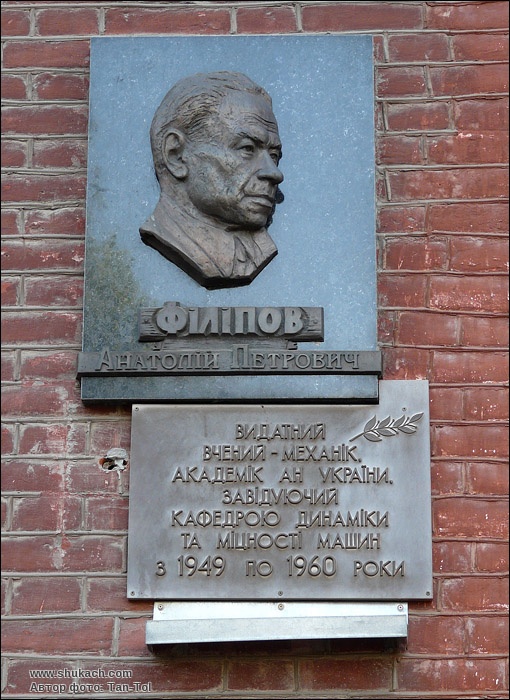 ФІЛІПОВ
АНАТОЛІЙ ПЕТРОВИЧ
ВИДАТНИЙ
ВЧЕНИЙ - МЕХАНІК,
АКАДЕМІК АН УКРАЇНИ,
ЗАВІДУЮЧИЙ
КАФЕДРОЮ ДИНАМІКИ
ТА МІЦНОСТІ МАШИН
З 1949 ПО 1960 РОКИ
www.shukach.com
Автор фото: Tan-Tol